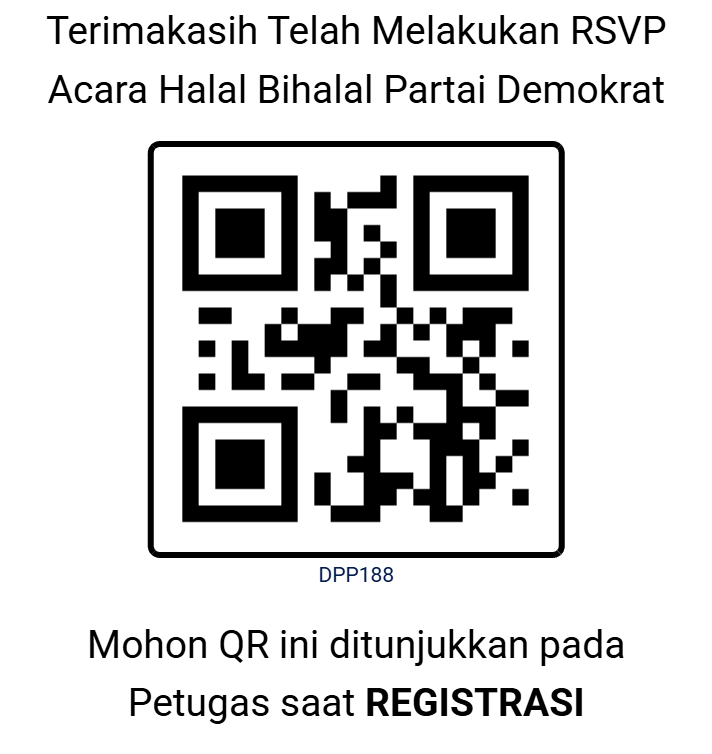 Terimakasih Telah Melakukan RSVP
Acara Halal Bihalal Partai Demokrat
DPP188
Mohon QR ini ditunjukkan pada
Petugas saat REGISTRASI